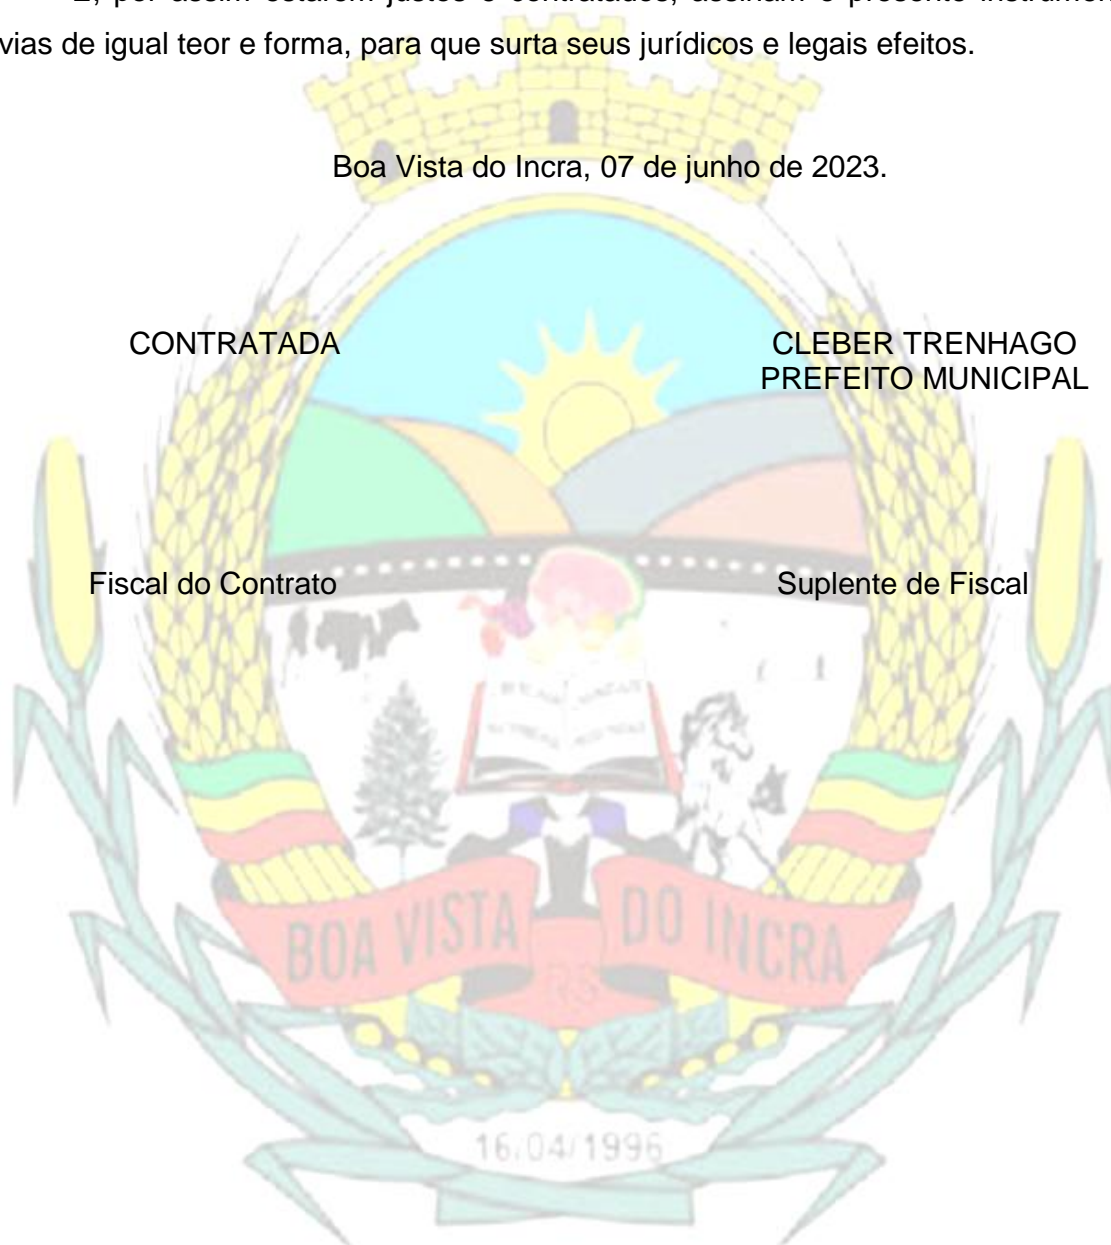 E, por assim estarem justos e contratados, assinam o presente
vias de igual teor e forma, para que surta seus jurídicos e legais efeitos.
Boa Vista do Incra, 07 de junho de 2023.
CONTRATADA
CLEBER TRENHAGO
PREFEITO MUNICIPAL
Fiscal do Contrato
Suplente de Fiscal
BOA VISTA DO INCRA
RS
16/04/1996